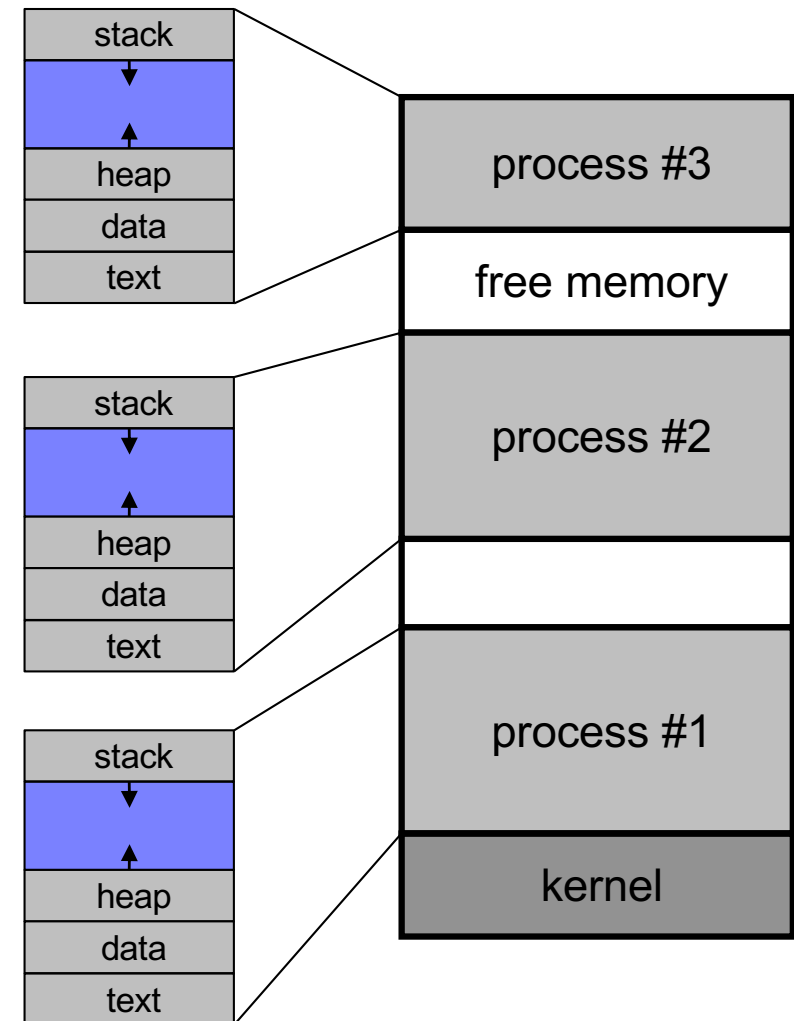 stack
heap
data
text
stack
heap
data
text
stack
heap
data
text
process #3
free memory
process #2
process #1
kernel